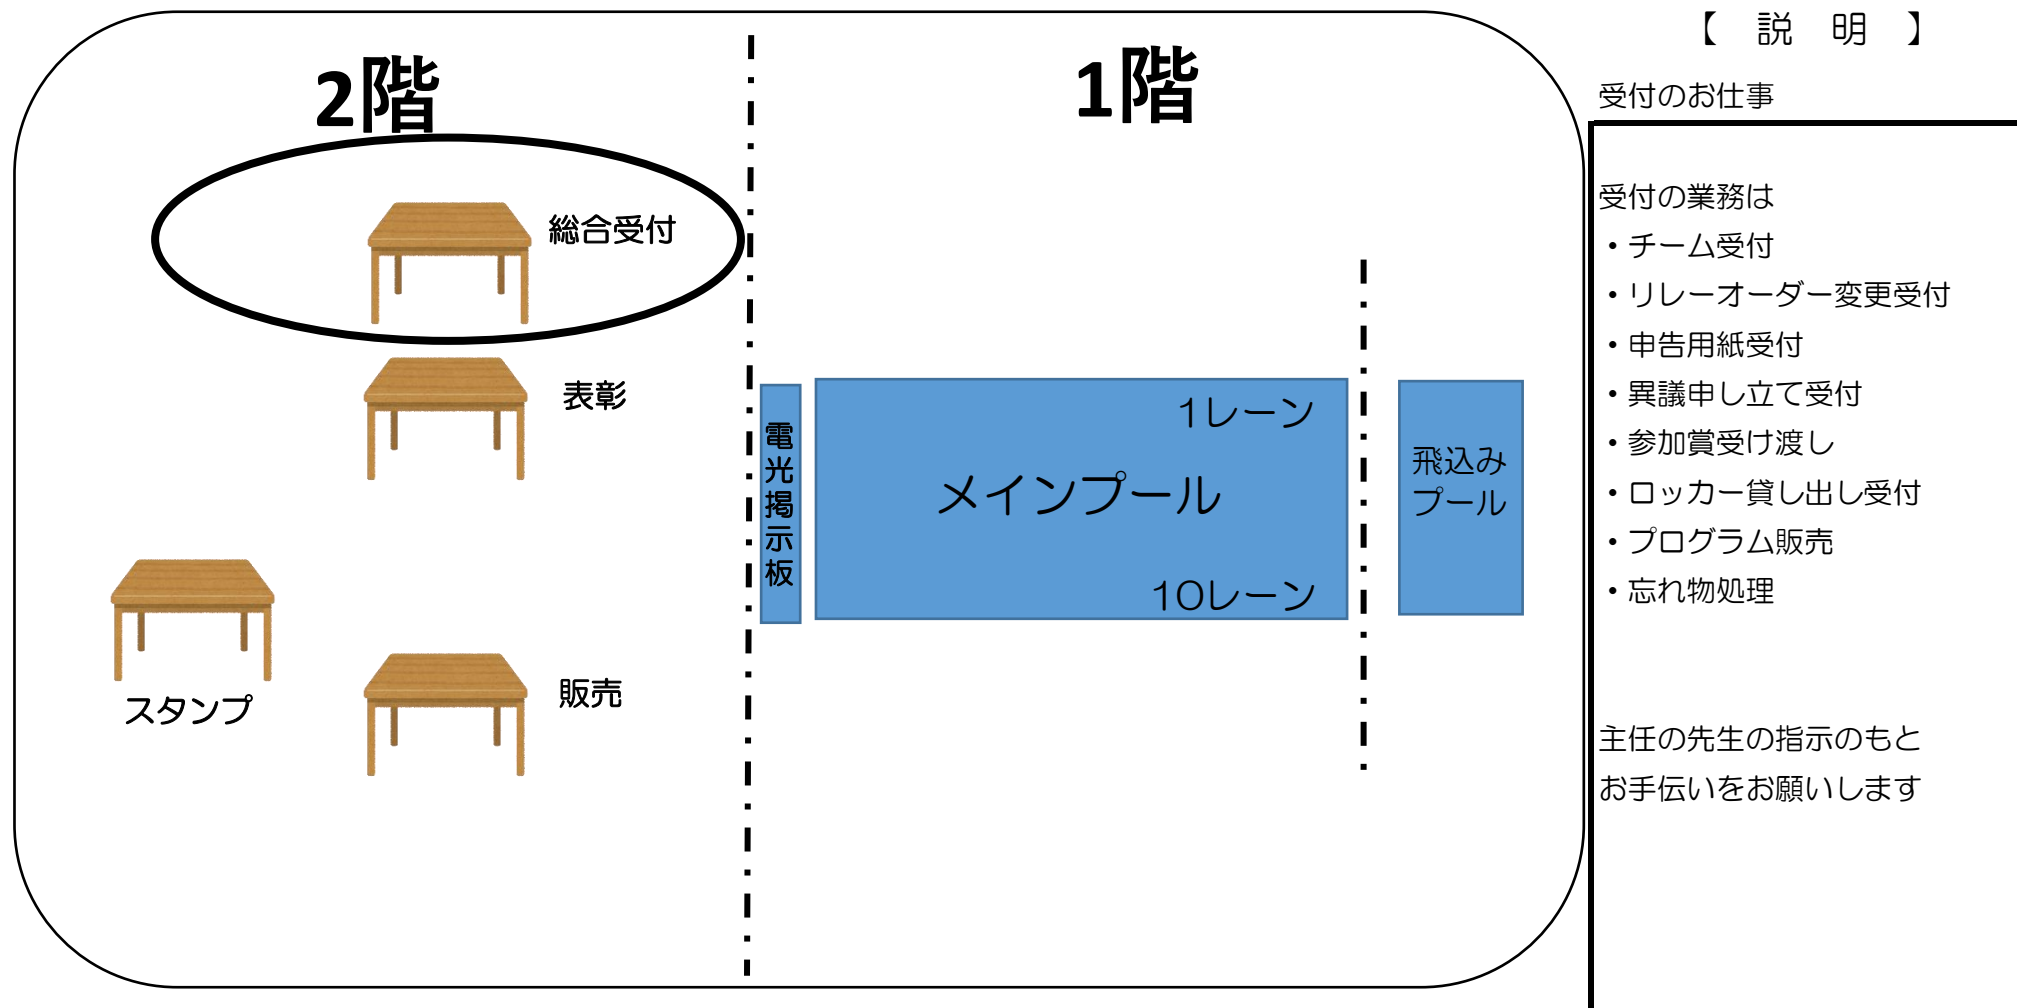 2階
総合受付
表彰
スタンプ
販売
1階
電光掲示板
1レーン
メインプール
10レーン
飛込み
プール
【　説　明　】
受付のお仕事
受付の業務は
・チーム受付
・リレーオーダー変更受付
・申告用紙受付
・異議申し立て受付
・参加賞受け渡し
・ロッカー貸し出し受付
・プログラム販売
・忘れ物処理
主任の先生の指示のもと
お手伝いをお願いします